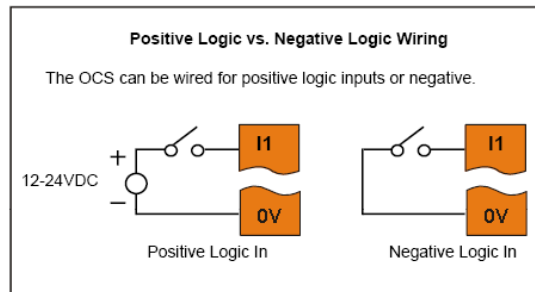 Positive Logic vs. Negative Logic Wiring
The OCS can be wired for positive logic inputs or negative.
I1
I1
+
12-24VDC
−
0V
0V
Positive Logic In
Negative Logic In